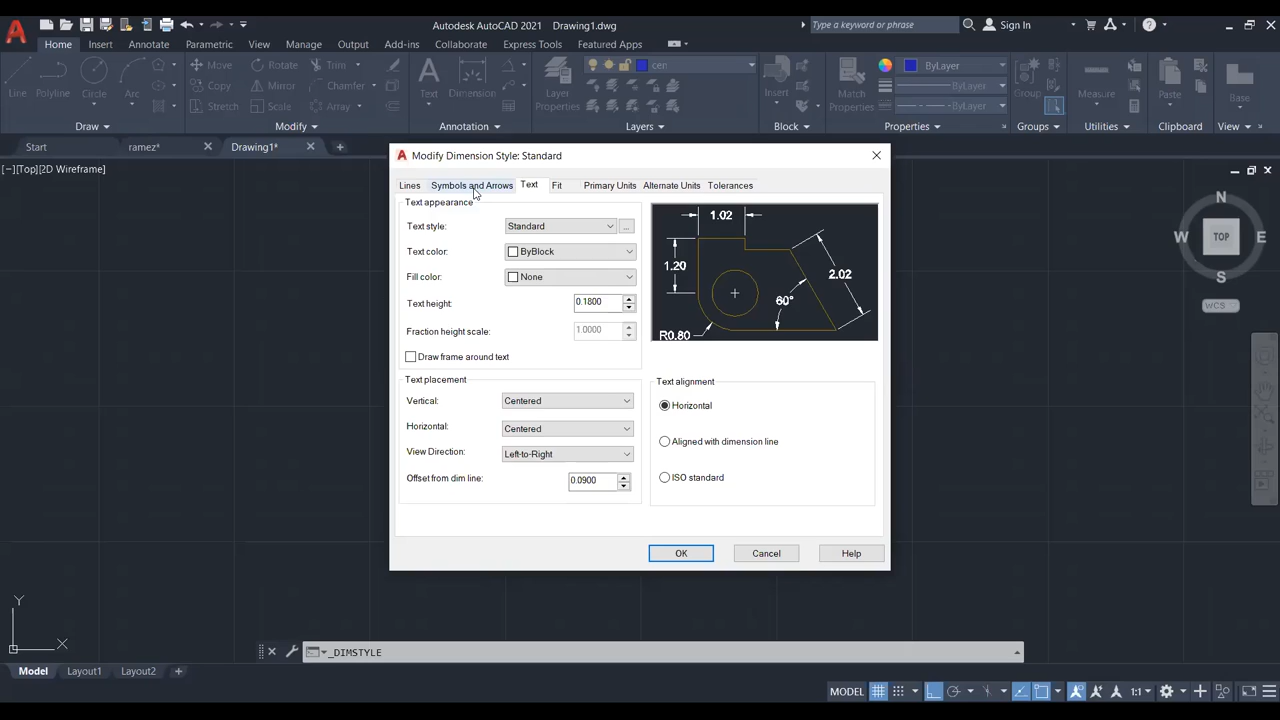 Autodesk AutoCAD 2021 Drawing1.dwg
Type a keyword or phrase
Sign In
Home Insert Annotate Parametric View Manage Output Add-ins Collaborate Express Tools Featured Apps
Line Polyline Circle Arc
Move Rotate Trim
Copy Mirror Chamfer
Stretch Scale Array
Text Dimension
Layer Properties
cen
Insert
Match Properties
ByLayer
ByLayer
ByLayer
Group
Measure
Paste
Base
Draw Modify Annotation Layers Block Properties Groups Utilities Clipboard View
Start ramez* Drawing1*
[−][Top][2D Wireframe]
Modify Dimension Style: Standard
Lines Symbols and Arrows Text Fit Primary Units Alternate Units Tolerances
Text appearance
Text style: Standard ...
Text color: ByBlock
Fill color: None
Text height: 0.1800
Fraction height scale: 1.0000
Draw frame around text
1.02
1.20
2.02
60°
R0.80
Text placement
Vertical: Centered
Horizontal: Centered
View Direction: Left-to-Right
Offset from dim line: 0.0900
Text alignment
Horizontal
Aligned with dimension line
ISO standard
OK Cancel Help
N
W TOP E
S
WCS
Y
X
_DIMSTYLE
Model Layout1 Layout2
MODEL 1:1